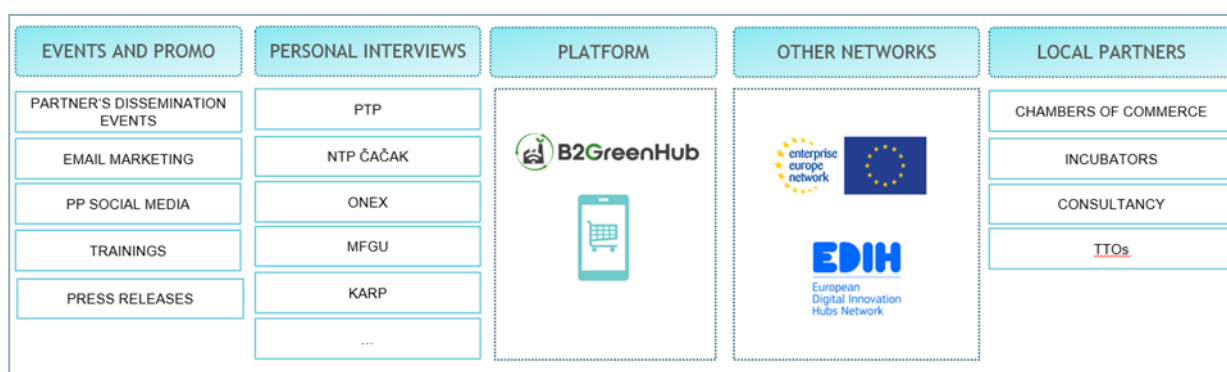 EVENTS AND PROMO
PARTNER'S DISSEMINATION
EVENTS
EMAIL MARKETING
PP SOCIAL MEDIA
TRAININGS
PRESS RELEASES
PERSONAL INTERVIEWS
PTP
NTP ČAČAK
ONEX
MFGU
KARP
...
PLATFORM
B2GreenHub
OTHER NETWORKS
enterprise
europe
network
EDIH
European
Digital Innovation
Hubs Network
LOCAL PARTNERS
CHAMBERS OF COMMERCE
INCUBATORS
CONSULTANCY
TTOs